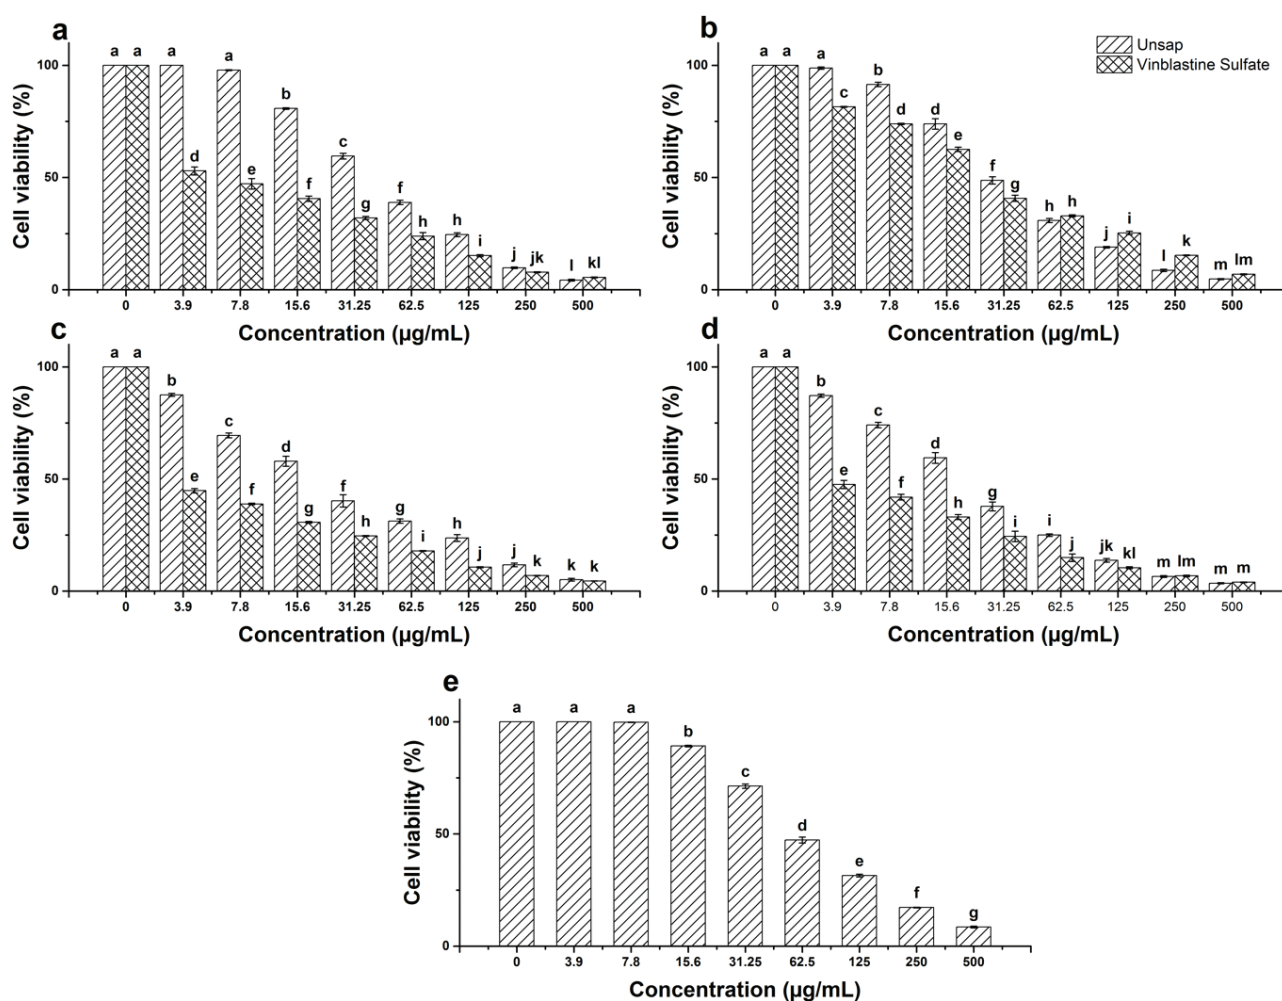 a
a a a a b c d e f g f h h i j jk l kl
Cell viability (%)
100
50
0
0 3.9 7.8 15.6 31.25 62.5 125 250 500
Concentration (µg/mL)
b
Unsap
Vinblastine Sulfate
a a a c b d d e f g h h j i l k m lm
Cell viability (%)
100
50
0
0 3.9 7.8 15.6 31.25 62.5 125 250 500
Concentration (µg/mL)
c
a a b e c f d g f h g i h j j k k k
Cell viability (%)
100
50
0
0 3.9 7.8 15.6 31.25 62.5 125 250 500
Concentration (µg/mL)
d
a a b e c f d h g i i j jk kl m lm m m
Cell viability (%)
100
50
0
0 3.9 7.8 15.6 31.25 62.5 125 250 500
Concentration (µg/mL)
e
a a a b c d e f g
Cell viability (%)
100
50
0
0 3.9 7.8 15.6 31.25 62.5 125 250 500
Concentration (µg/mL)